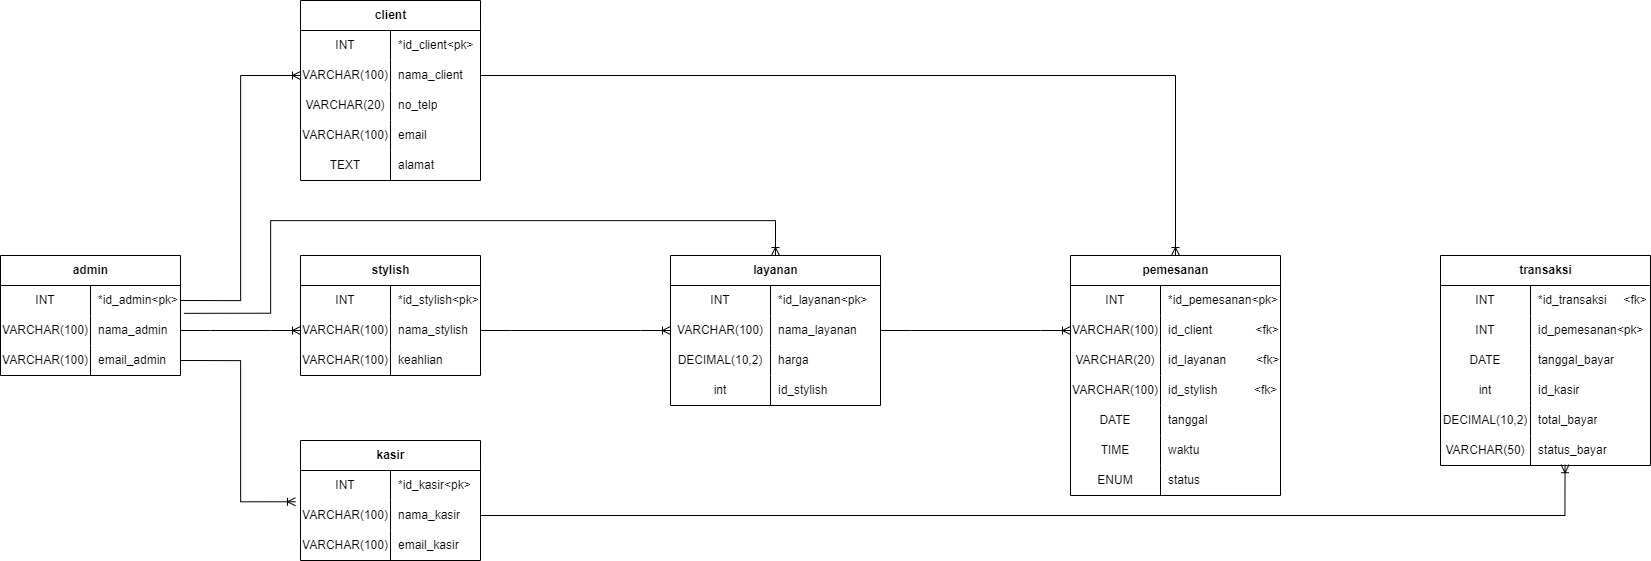 client
INT *id_client<pk>
VARCHAR(100) nama_client
VARCHAR(20) no_telp
VARCHAR(100) email
TEXT alamat
admin
INT *id_admin<pk>
VARCHAR(100) nama_admin
VARCHAR(100) email_admin
stylish
INT *id_stylish<pk>
VARCHAR(100) nama_stylish
VARCHAR(100) keahlian
layanan
INT *id_layanan<pk>
VARCHAR(100) nama_layanan
DECIMAL(10,2) harga
int id_stylish
pemesanan
INT *id_pemesanan<pk>
VARCHAR(100) id_client <fk>
VARCHAR(20) id_layanan <fk>
VARCHAR(100) id_stylish <fk>
DATE tanggal
TIME waktu
ENUM status
transaksi
INT *id_transaksi <fk>
INT id_pemesanan<pk>
DATE tanggal_bayar
int id_kasir
DECIMAL(10,2) total_bayar
VARCHAR(50) status_bayar
kasir
INT *id_kasir<pk>
VARCHAR(100) nama_kasir
VARCHAR(100) email_kasir